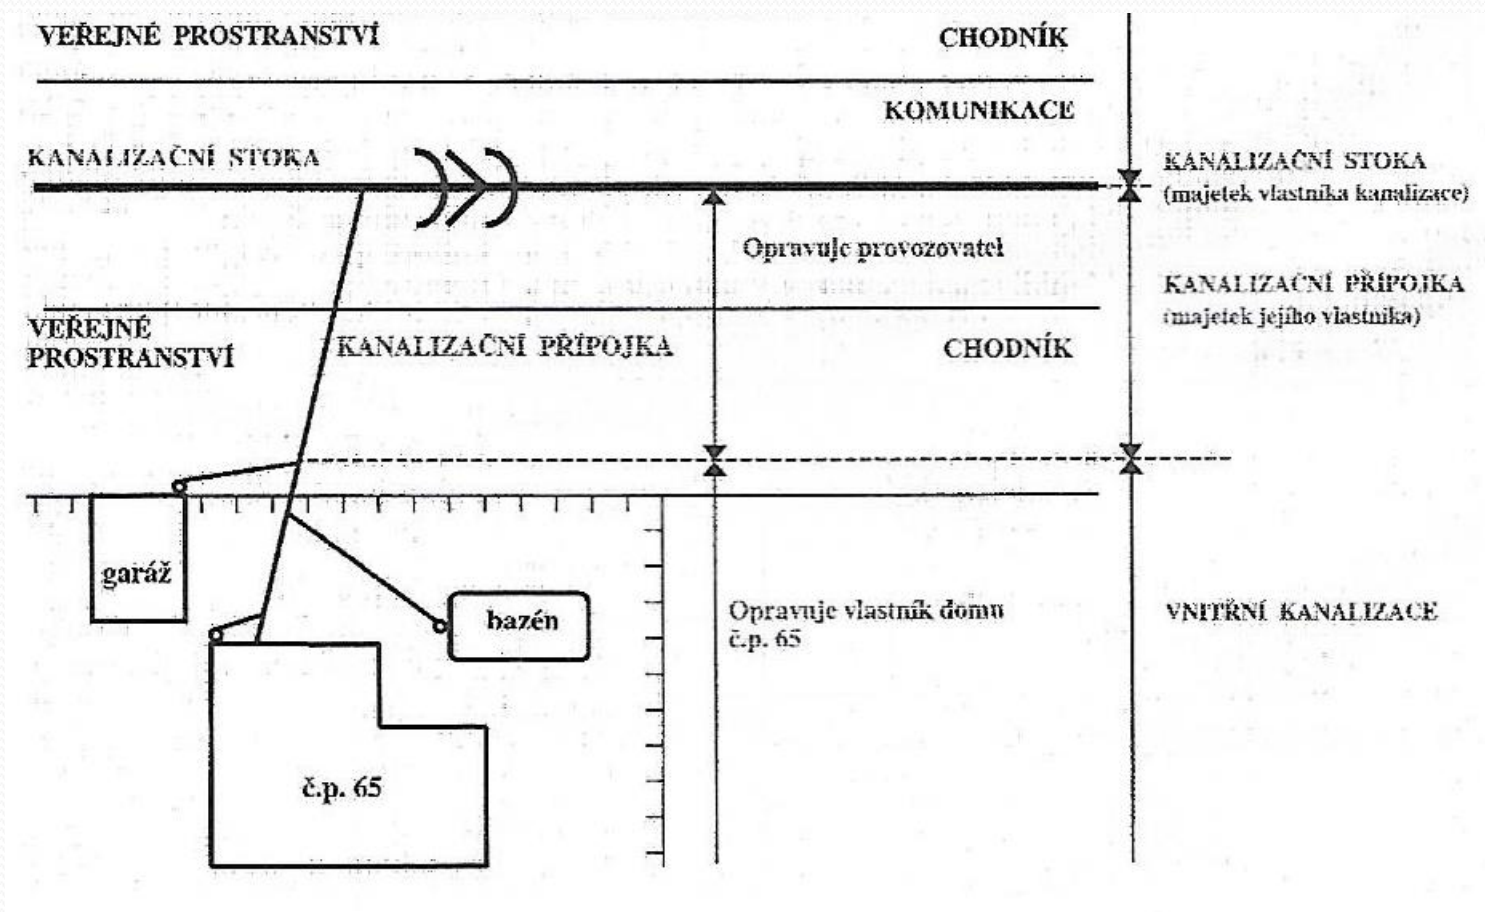 VEŘEJNÉ PROSTRANSTVÍ
CHODNÍK
KOMUNIKACE
KANALIZAČNÍ STOKA
KANALIZAČNÍ STOKA
(majetek vlastníka kanalizace)
Opravuje provozovatel
KANALIZAČNÍ PŘÍPOJKA
(majetek jejího vlastníka)
VEŘEJNÉ
PROSTRANSTVÍ
KANALIZAČNÍ PŘÍPOJKA
CHODNÍK
garáž
bazén
Opravuje vlastník domu
č.p. 65
VNITŘNÍ KANALIZACE
č.p. 65